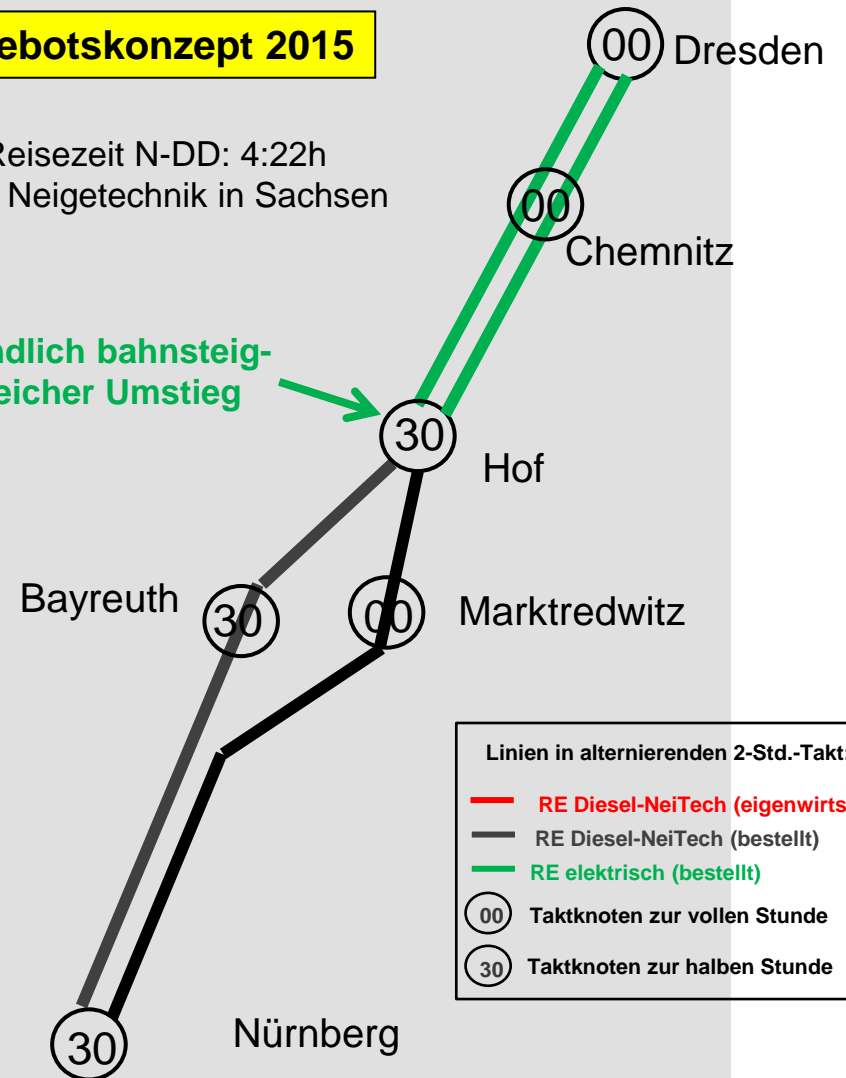 ebotskonzept 2015
00 Dresden
Reisezeit N-DD: 4:22h
Neigetechnik in Sachsen
00
Chemnitz
ndlich bahnsteig-
eicher Umstieg
30
Hof
Bayreuth
30
00
Marktredwitz
Linien in alternierenden 2-Std.-Takt:
RE Diesel-NeiTech (eigenwirts
RE Diesel-NeiTech (bestellt)
RE elektrisch (bestellt)
00 Taktknoten zur vollen Stunde
30 Taktknoten zur halben Stunde
Nürnberg
30